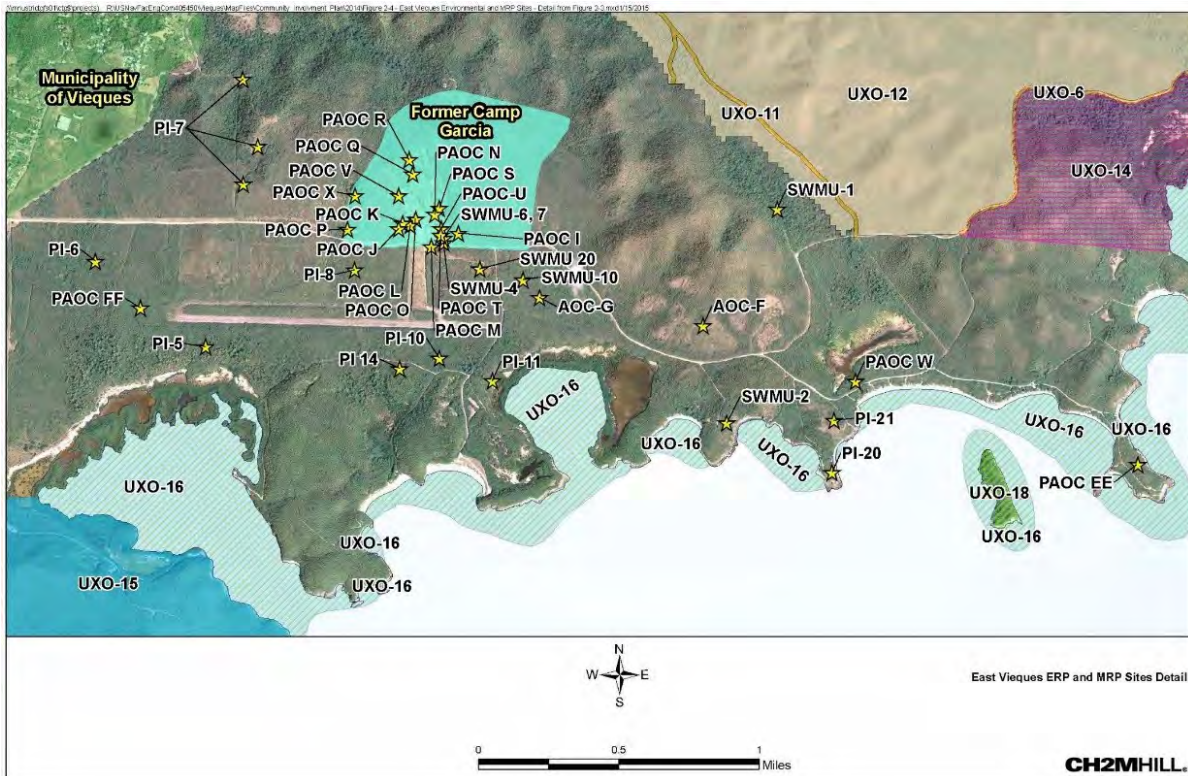 Municipality
of Vieques
Former Camp
Garcia
UXO-11
UXO-12
UXO-6
UXO-14
PI-7
PAOC R
PAOC Q
PAOC V
PAOC X
PAOC K
PAOC P
PAOC J
PI-8
PAOC L
PAOC O
PAOC N
PAOC S
PAOC-U
SWMU-6, 7
PAOC I
SWMU 20
SWMU-10
SWMU-4
AOC-G
PAOC T
PAOC M
SWMU-1
PI-6
PAOC FF
PI-5
PI-10
PI 14
PI-11
AOC-F
PAOC W
UXO-16
SWMU-2
UXO-16
PI-21
UXO-16
PI-20
UXO-16
UXO-16
PAOC EE
UXO-18
UXO-16
UXO-16
UXO-16
UXO-16
UXO-15
N
W E
S
East Vieques ERP and MRP Sites Detail
0 0.5 1
Miles
CH2MHILL®